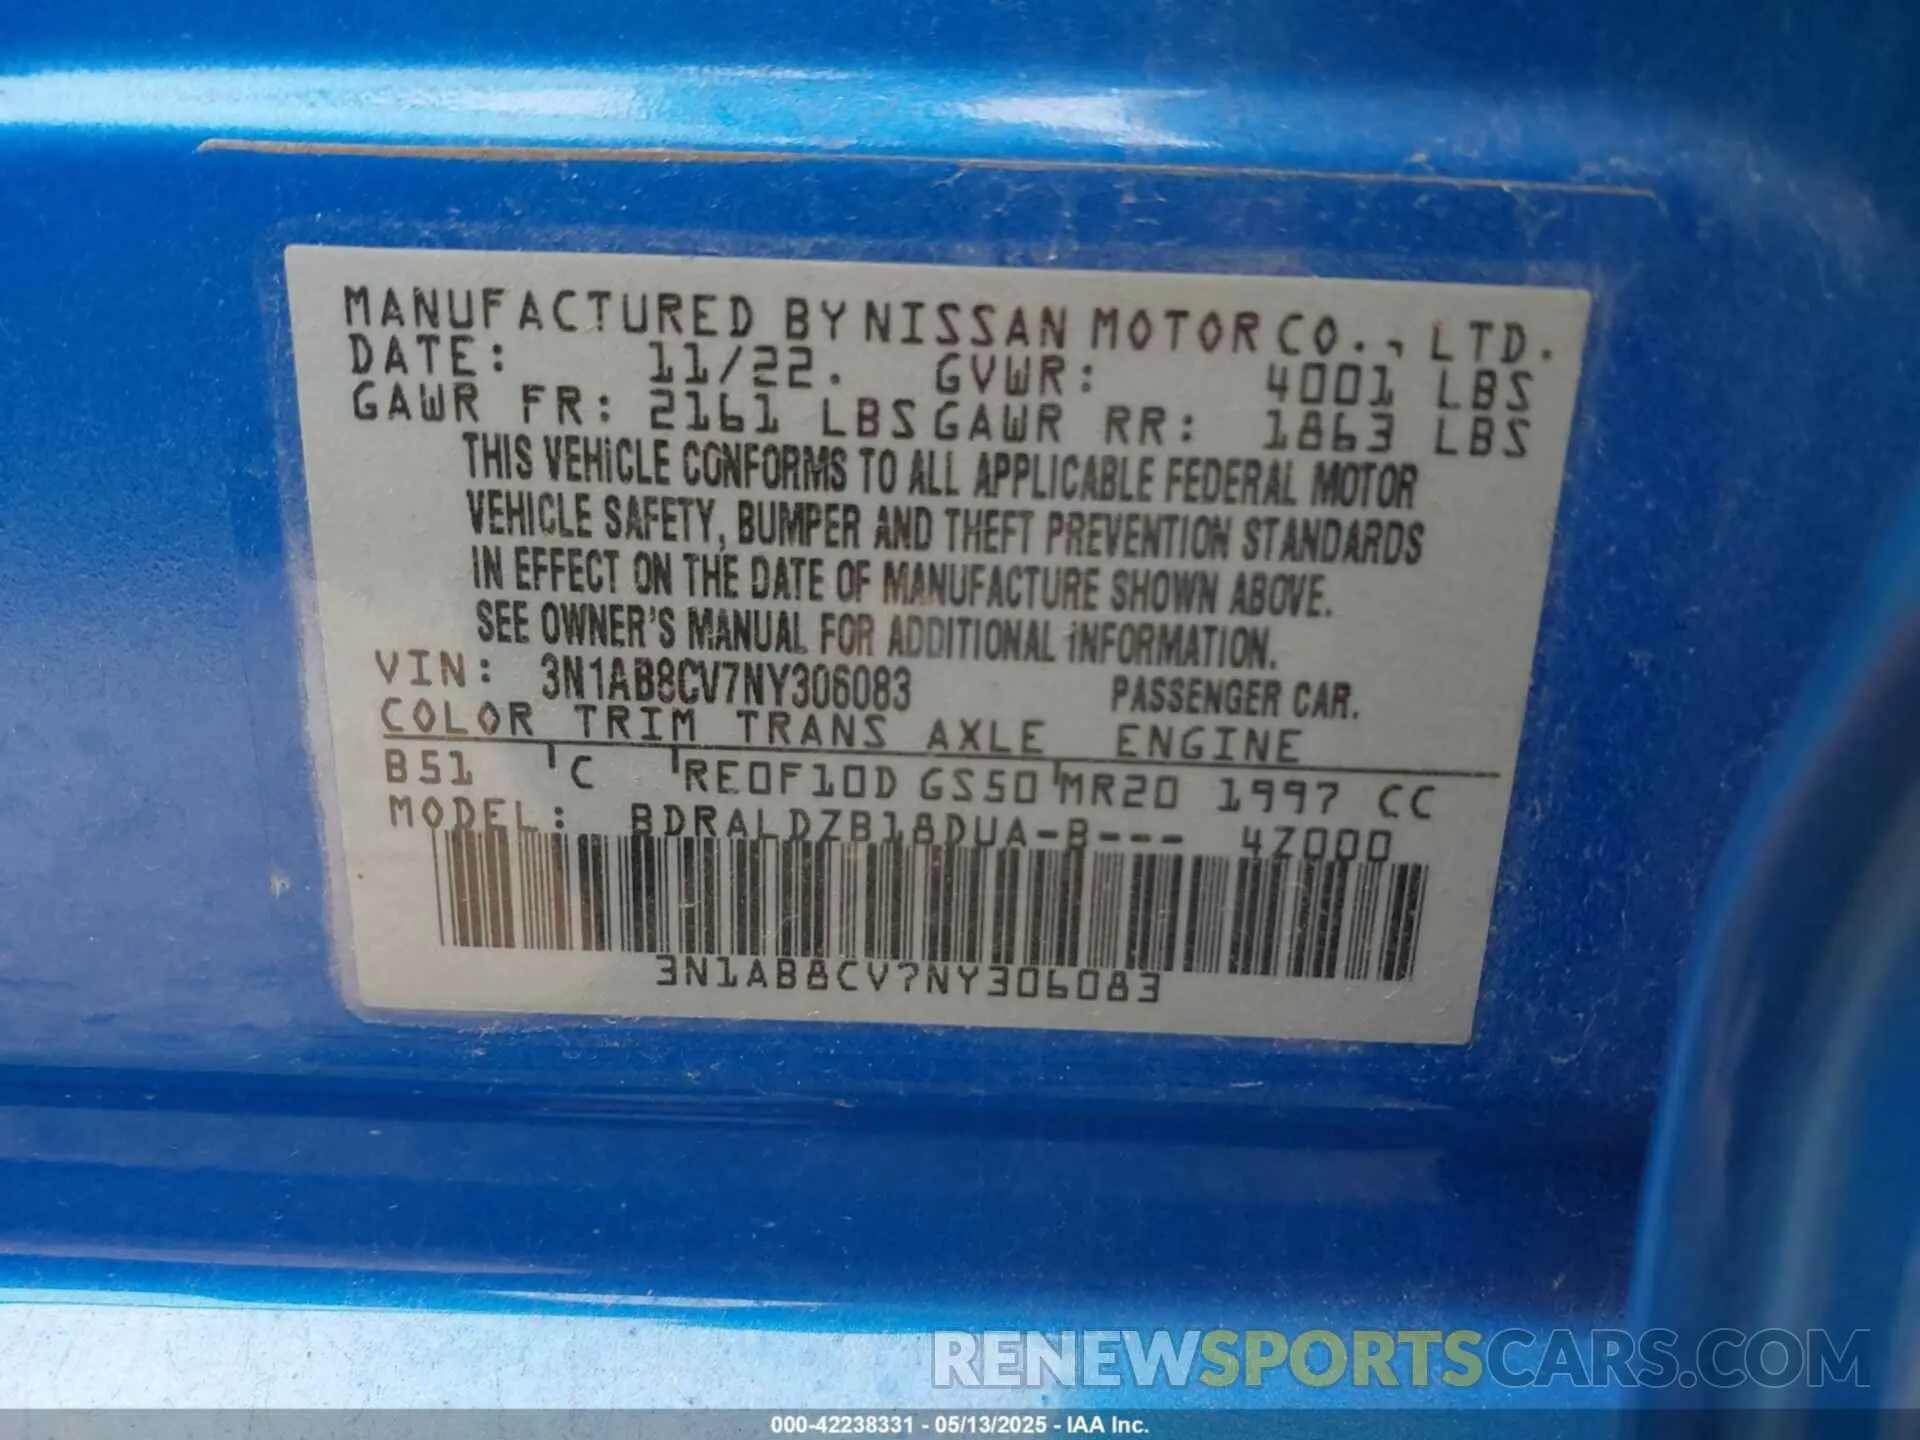 MANUFACTURED BY NISSAN MOTOR CO., LTD.
DATE: 11/22. GVWR: 4001 LBS
GAWR FR: 2161 LBS GAWR RR: 1863 LBS
THIS VEHICLE CONFORMS TO ALL APPLICABLE FEDERAL MOTOR
VEHICLE SAFETY, BUMPER AND THEFT PREVENTION STANDARDS
IN EFFECT ON THE DATE OF MANUFACTURE SHOWN ABOVE.
SEE OWNER'S MANUAL FOR ADDITIONAL INFORMATION.
VIN: 3N1AB8CV7NY306083 PASSENGER CAR.
COLOR TRIM TRANS AXLE ENGINE
B51 C RE0F10D GS50 MR20 1997 CC
MODEL: BDRALDZB18DUA-B--- 4Z000
3N1AB8CV7NY306083
RENEWSPORTSCARS.COM
000-42238331 - 05/13/2025 - IAA Inc.